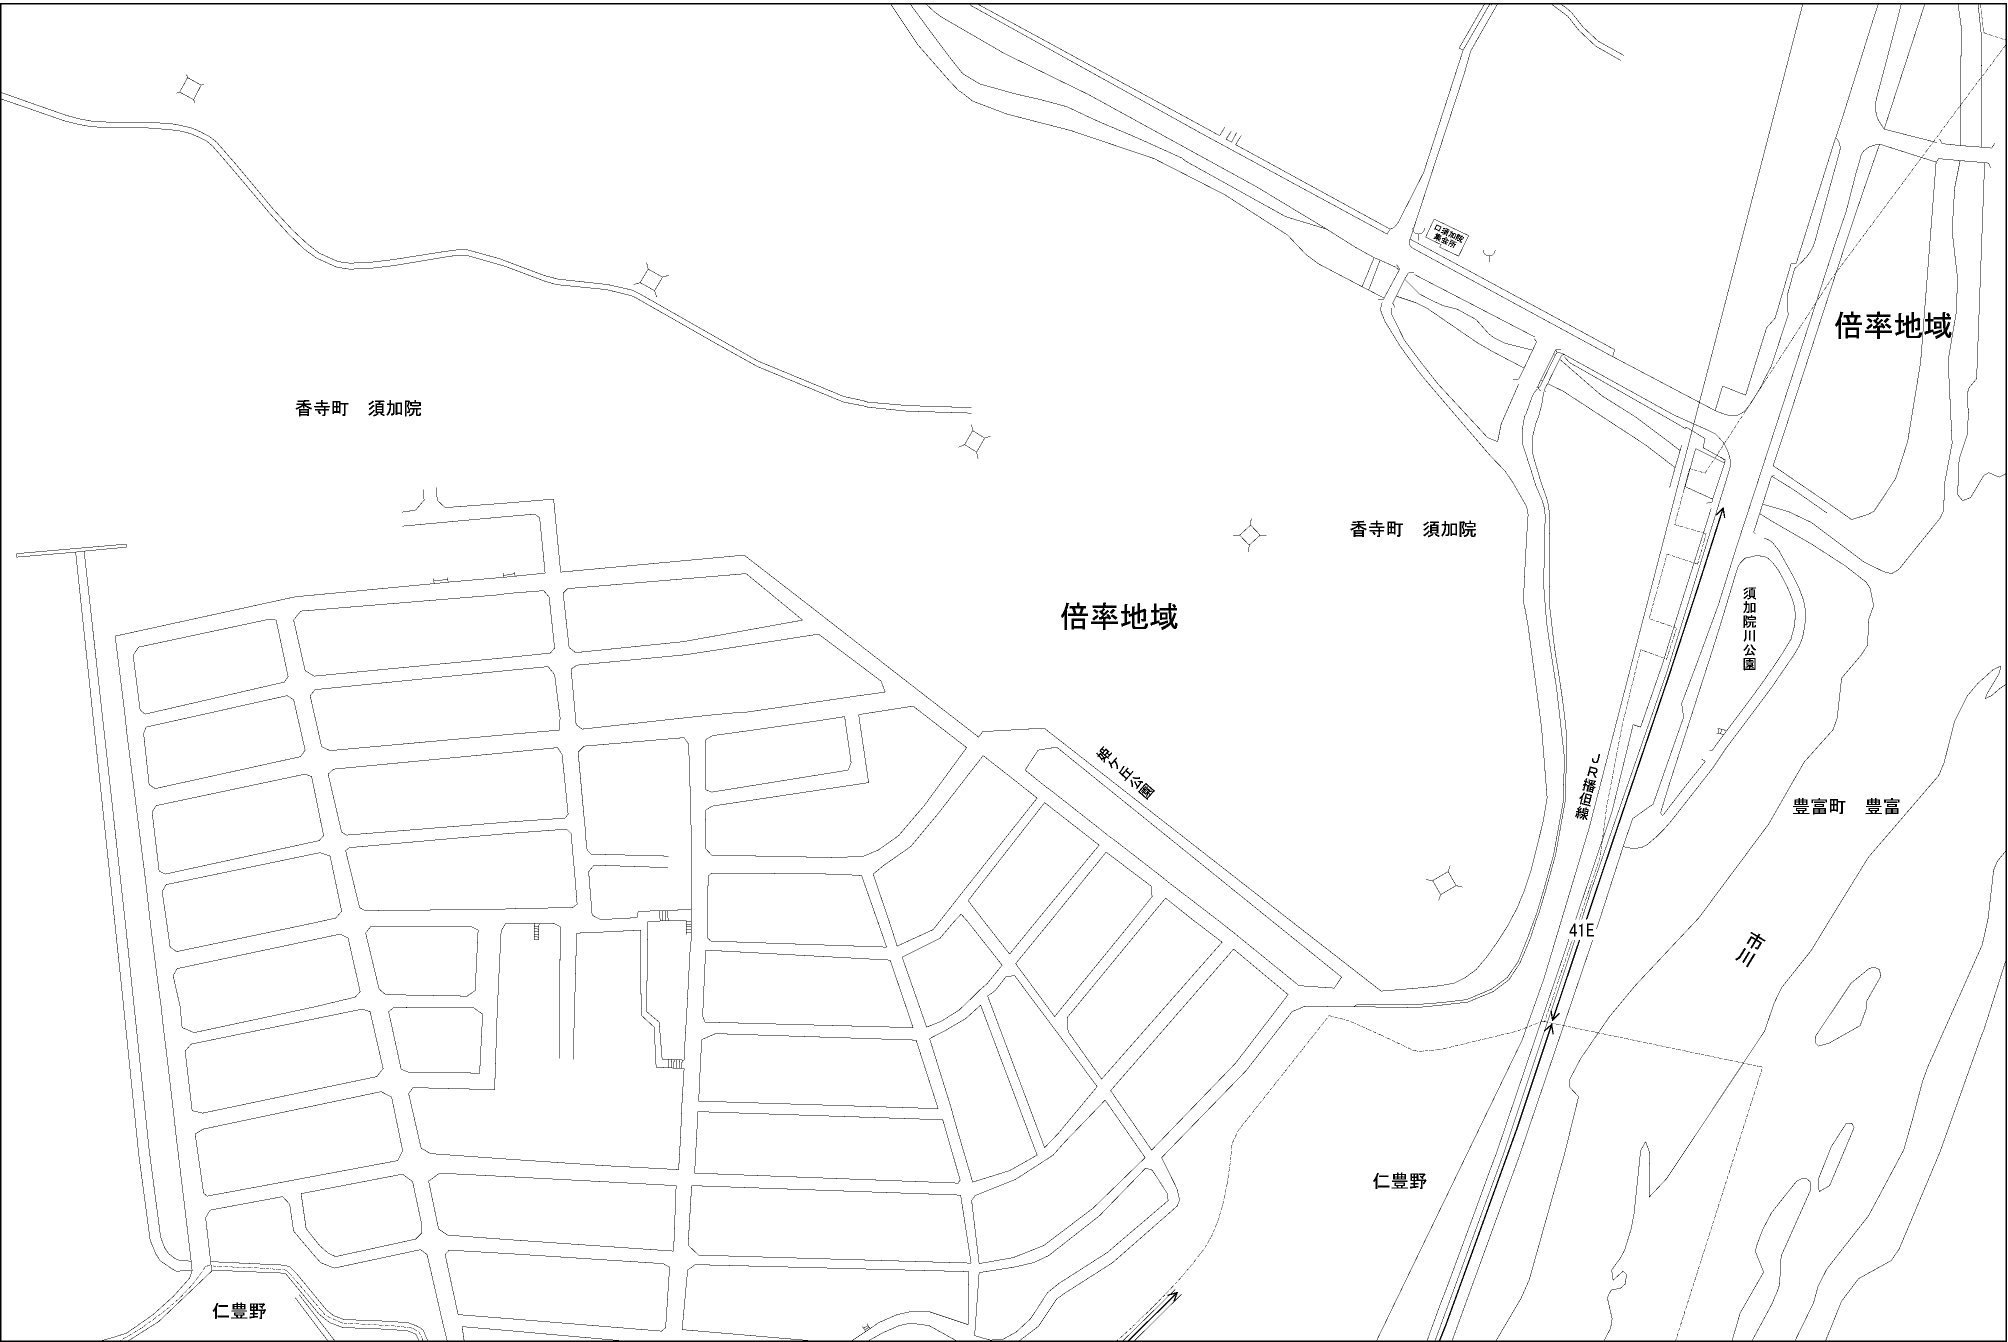 口須加院
集会所
倍率地域
香寺町　須加院
香寺町　須加院
倍率地域
須加院川公園
姫ケ丘公園
ＪＲ播但線
豊富町　豊富
41E
市川
仁豊野
仁豊野